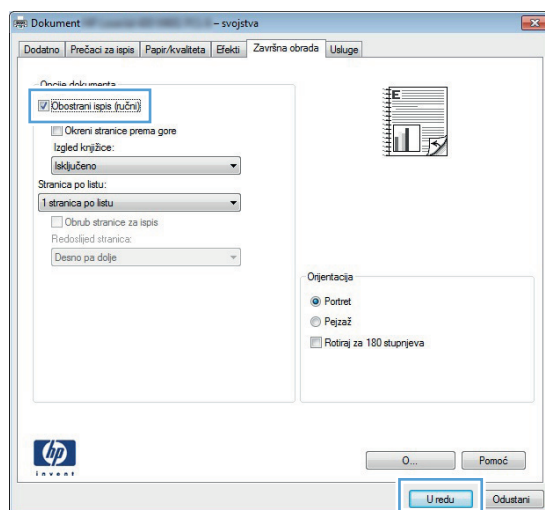 Dokument – svojstva
Dodatno Prečaci za ispis Papir/kvaliteta Efekti Završna obrada Usluge
Opcije dokumenta
Obostrani ispis (ručni)
E
Okreni stranice prema gore
Izgled knjižice:
Isključeno
Stranica po listu:
1 stranica po listu
Obrub stranice za ispis
Redoslijed stranica:
Desno pa dolje
Orijentacija
Portret
Pejzaž
Rotiraj za 180 stupnjeva
hp
invent
O... Pomoć
U redu Odustani